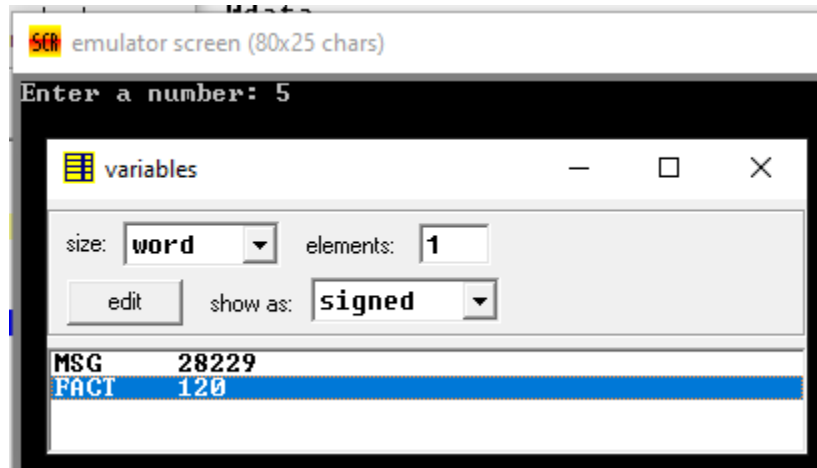 SCR emulator screen (80x25 chars)
Enter a number: 5
variables
size: word elements: 1
edit show as: signed
MSG 28229
FACT 120